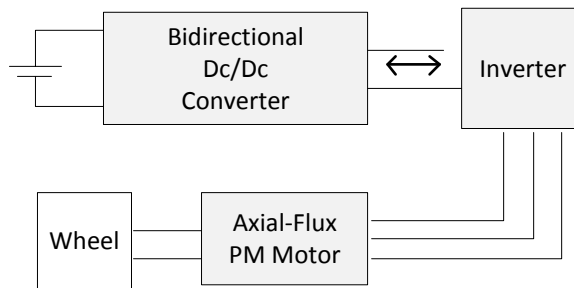 Bidirectional
Dc/Dc
Converter
Inverter
Wheel
Axial-Flux
PM Motor